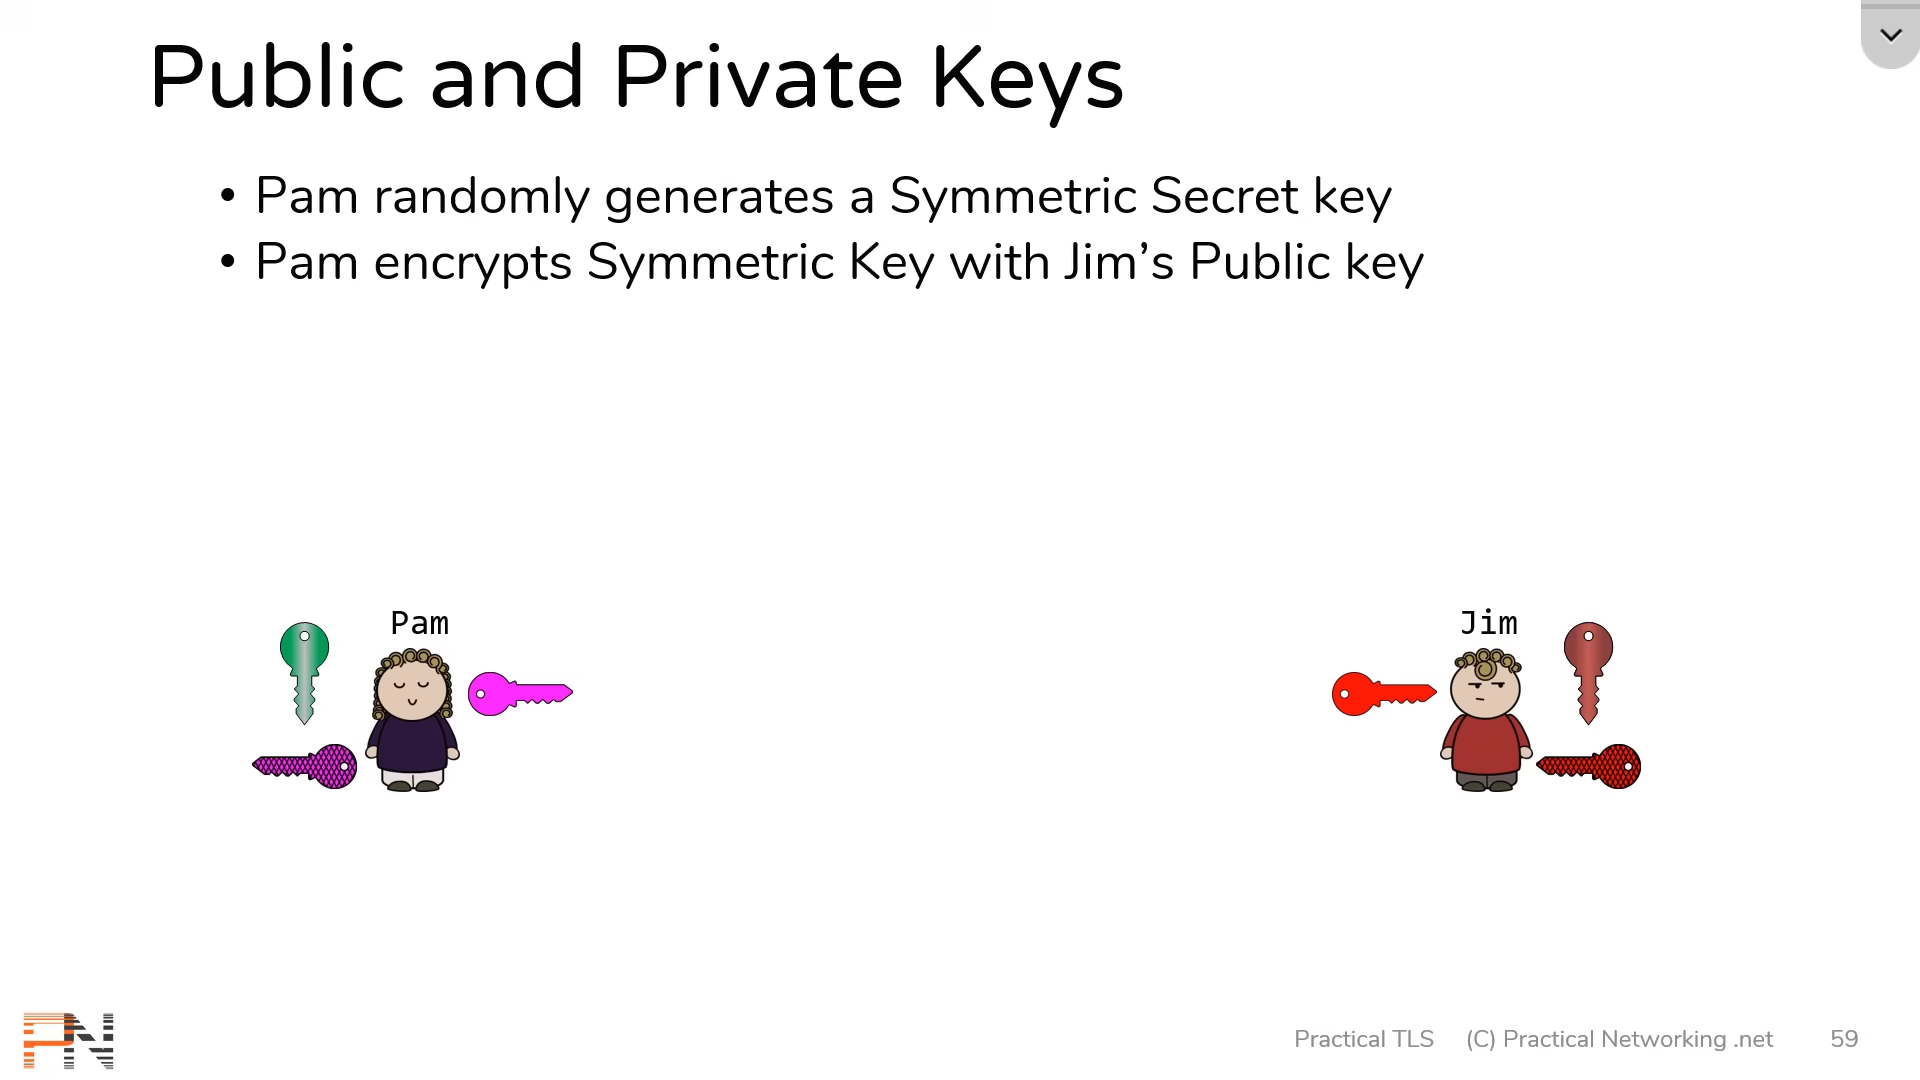 Public and Private Keys
• Pam randomly generates a Symmetric Secret key
• Pam encrypts Symmetric Key with Jim’s Public key
Pam
Jim
PN
Practical TLS (C) Practical Networking .net 59